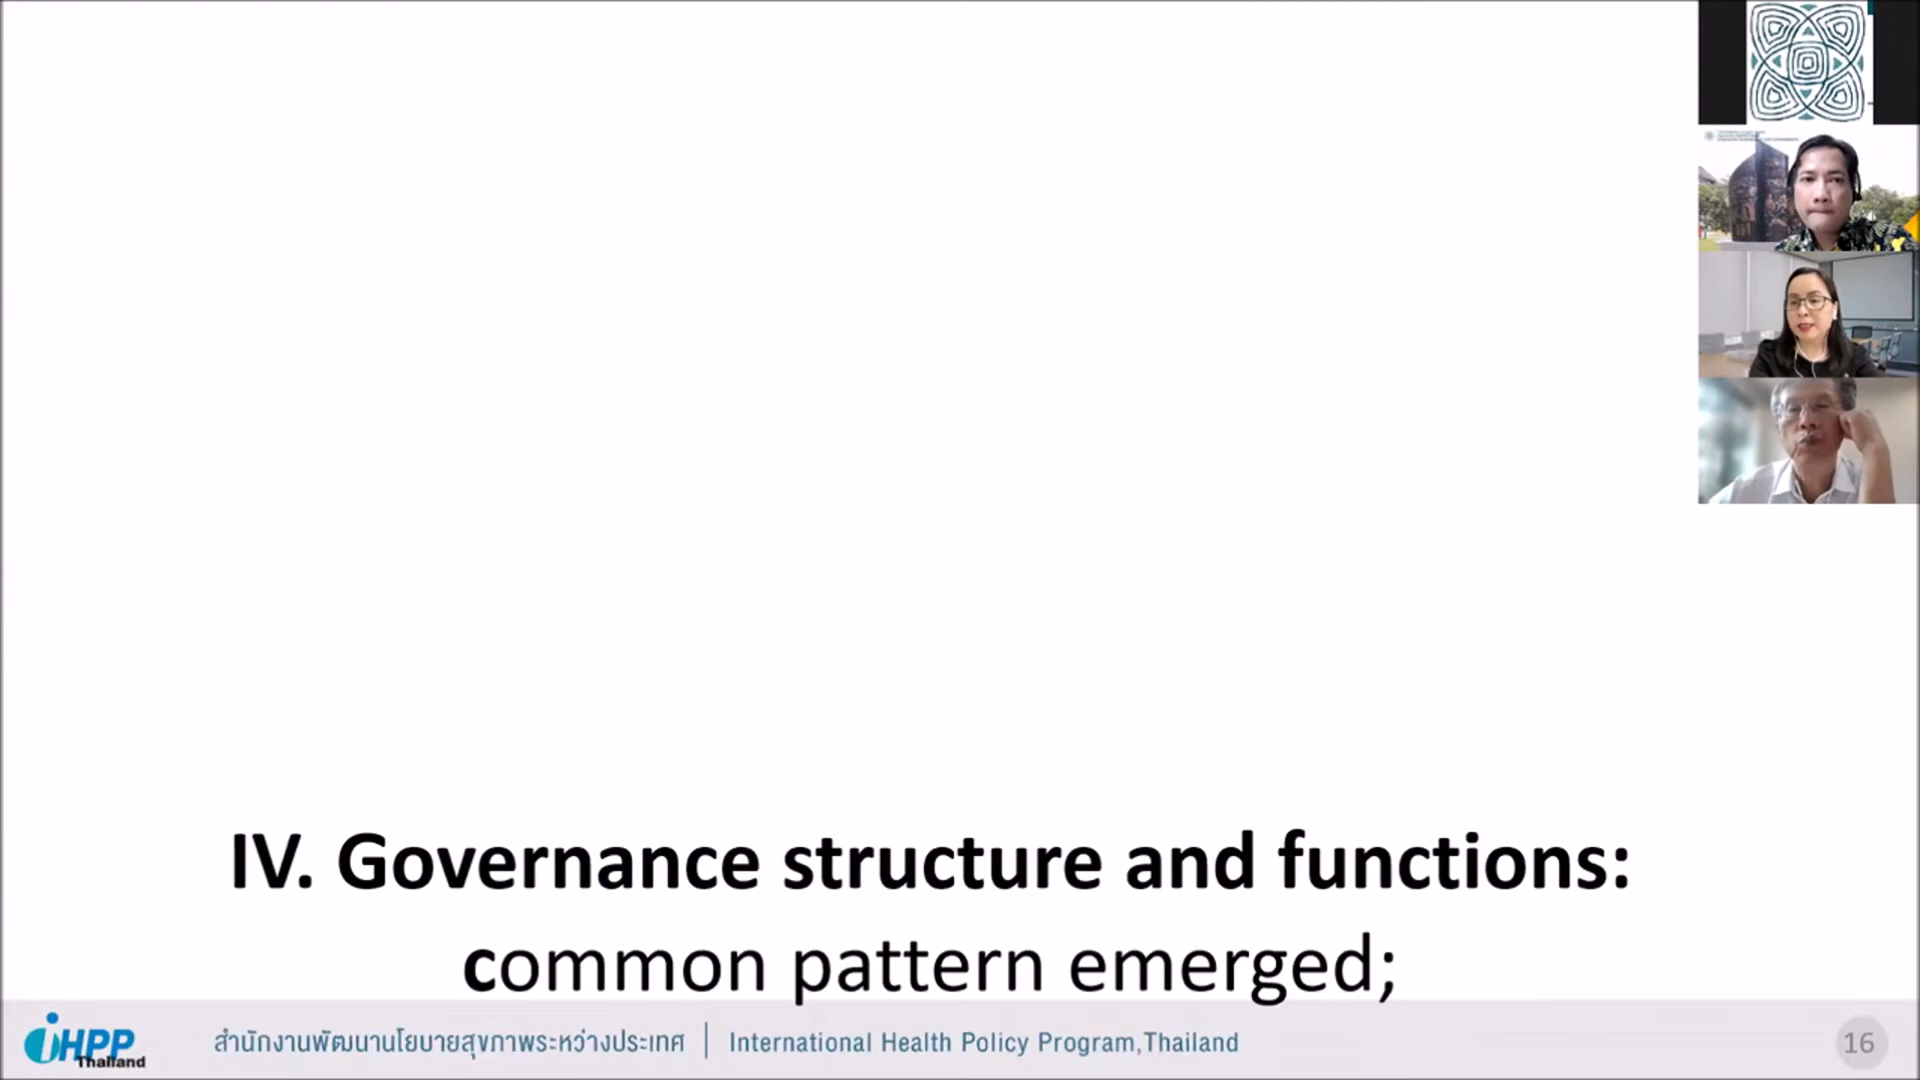 IV. Governance structure and functions:
common pattern emerged;
iHPP
Thailand
สำนักงานพัฒนานโยบายสุขภาพระหว่างประเทศ | International Health Policy Program,Thailand
16